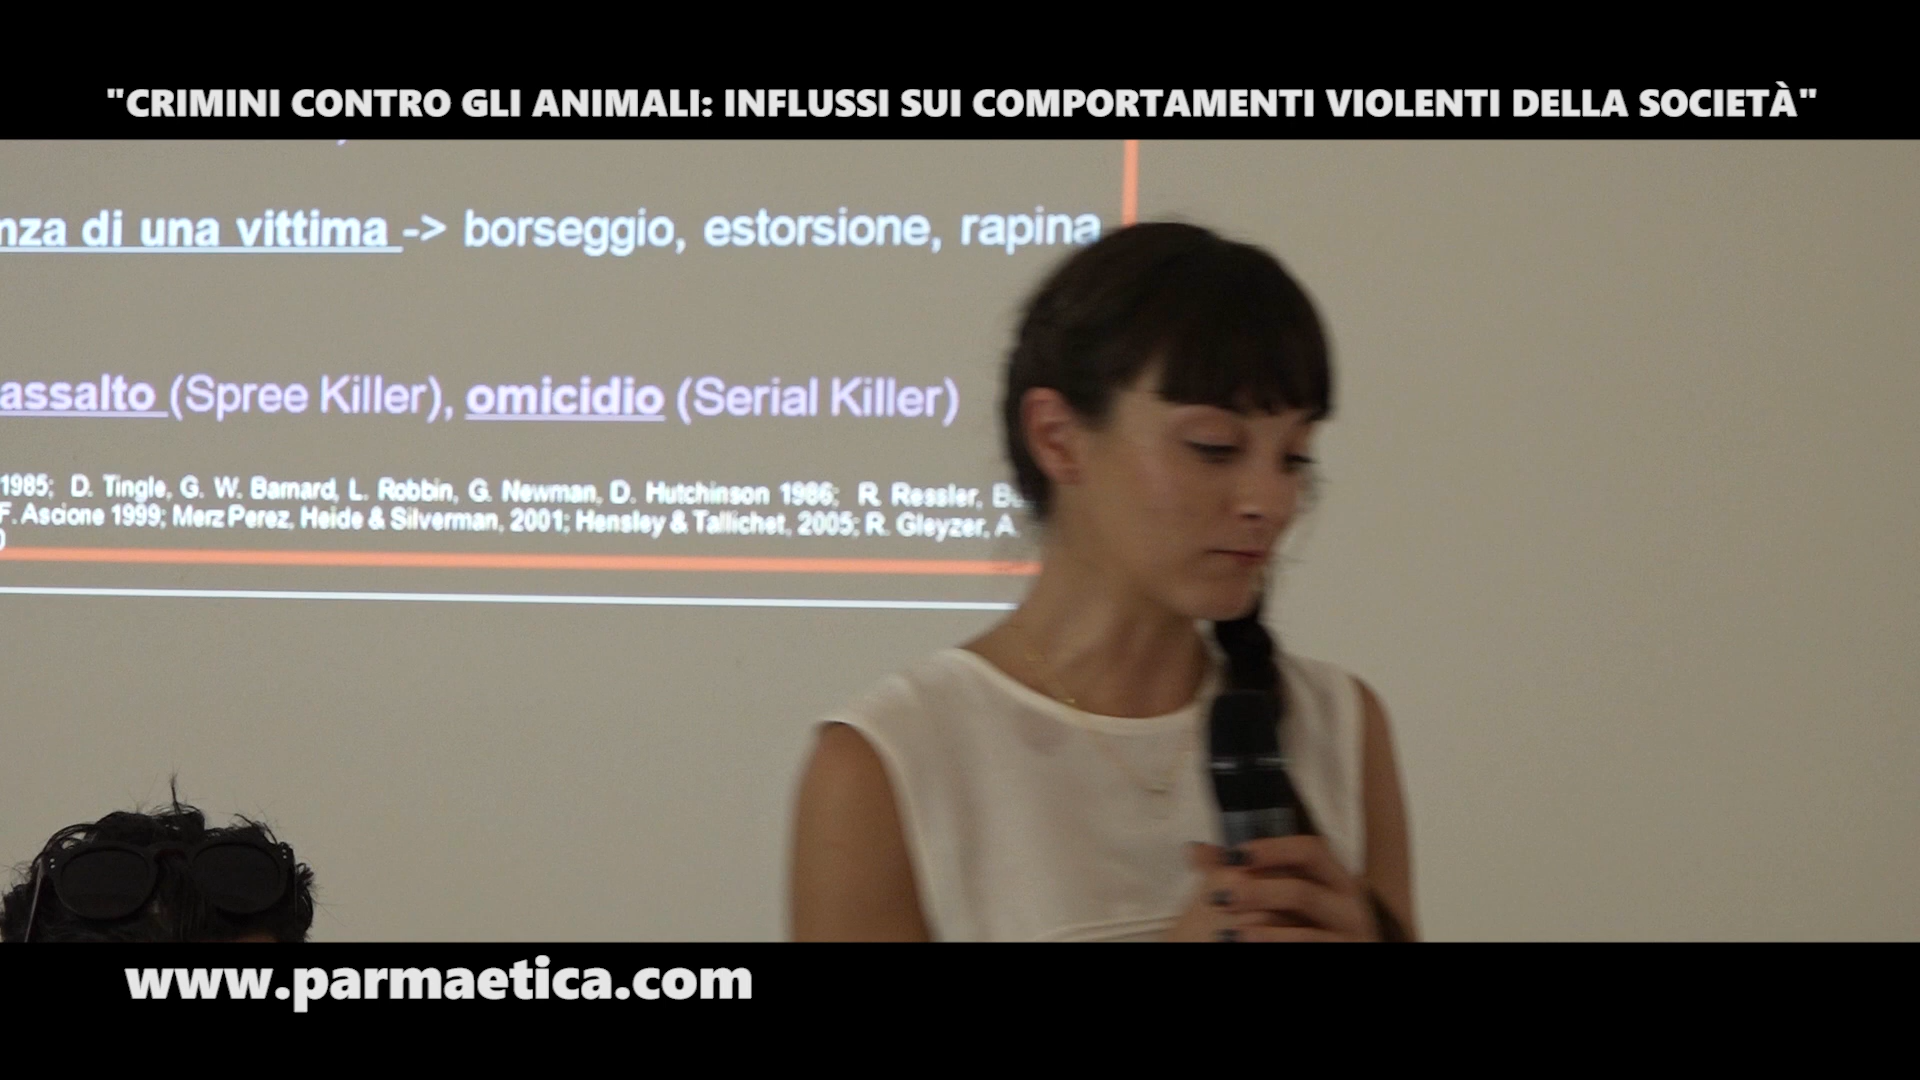 "CRIMINI CONTRO GLI ANIMALI: INFLUSSI SUI COMPORTAMENTI VIOLENTI DELLA SOCIETÀ"
di una vittima -> borseggio, estorsione, rapina
assalto (Spree Killer), omicidio (Serial Killer)
1985; D. Tingle, G. W. Barnard, L. Robbin, G. Newman, D. Hutchinson 1986; R. Ressler,
F. Ascione 1999; Merz Perez, Heide & Silverman, 2001; Hensley & Tallichet, 2005; R. Gleyzer, A.
www.parmaetica.com